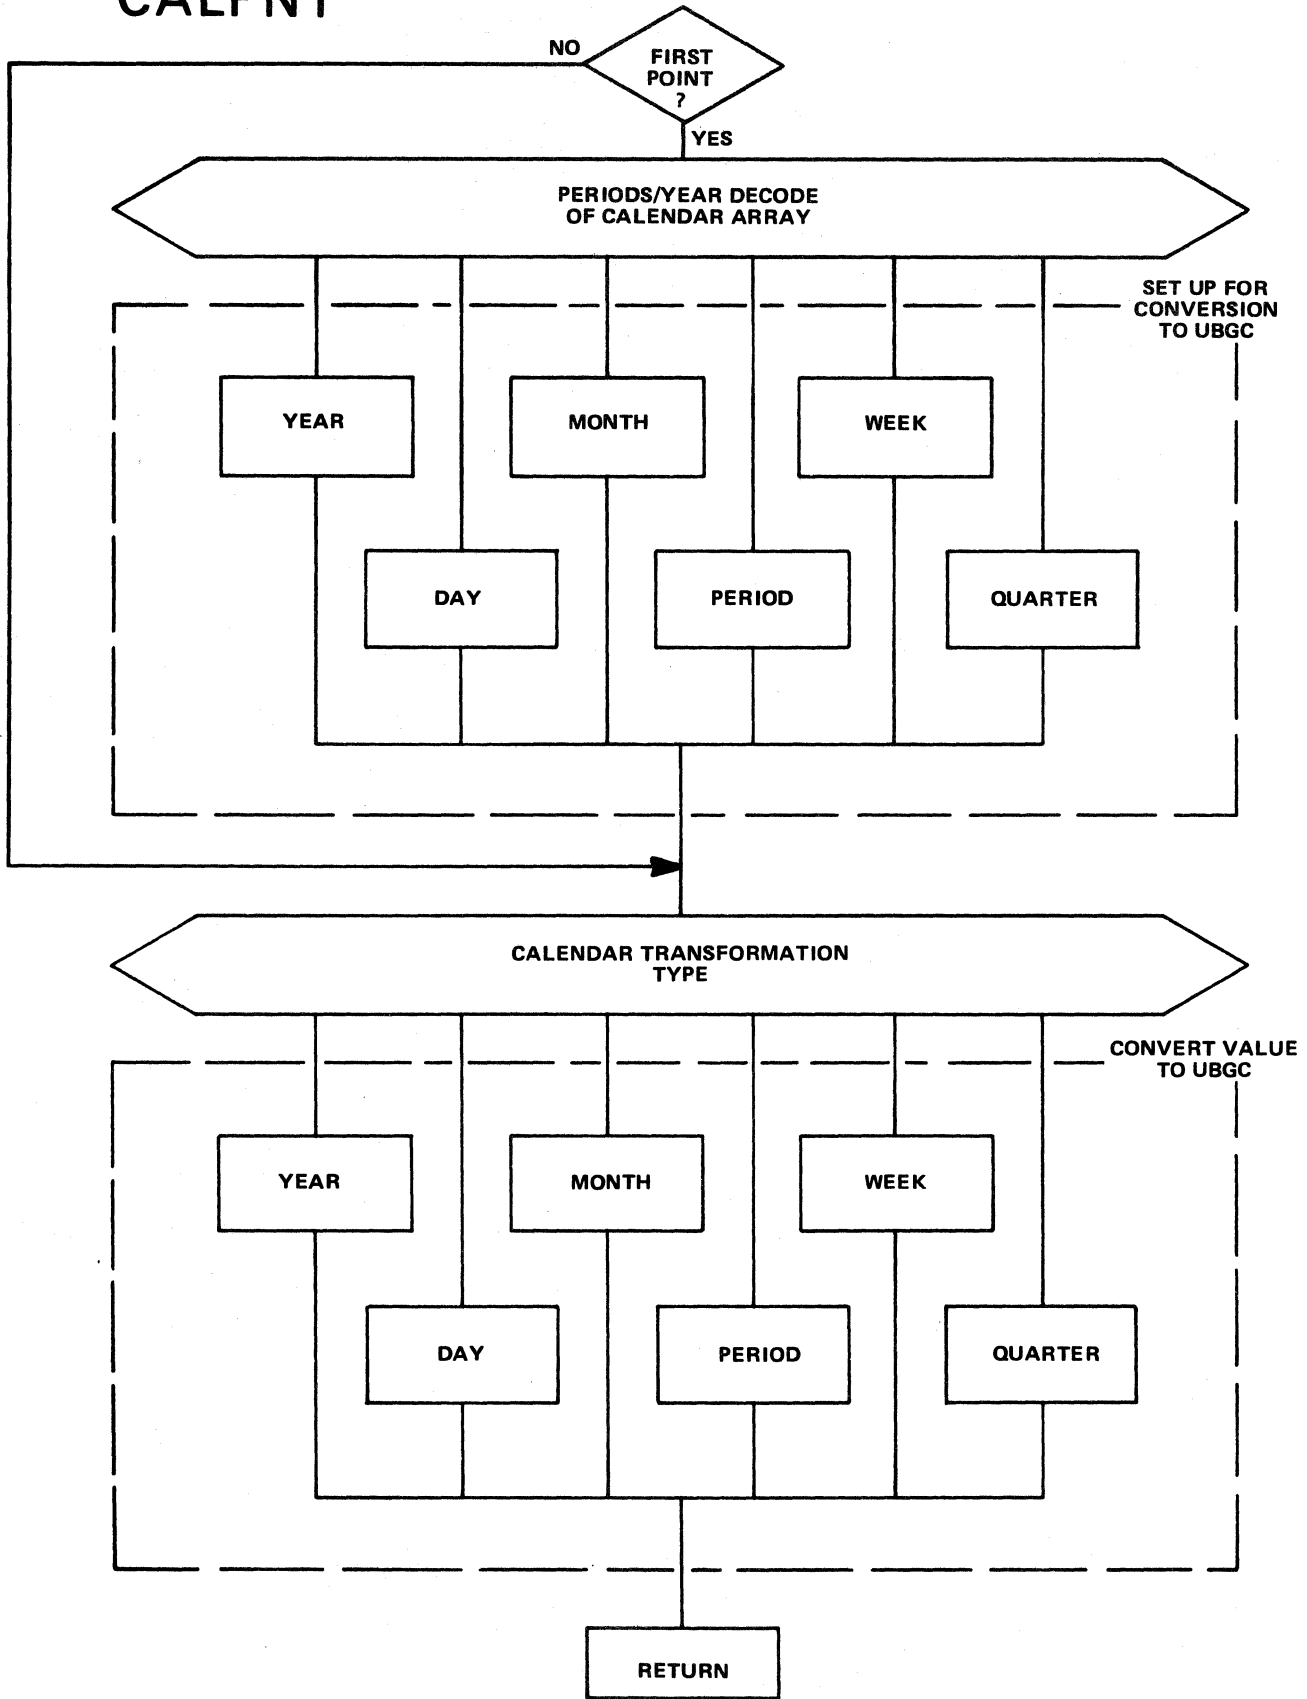 CALPNT
NO
FIRST
POINT
?
YES
PERIODS/YEAR DECODE
OF CALENDAR ARRAY
SET UP FOR
CONVERSION
TO UBGC
YEAR
MONTH
WEEK
DAY
PERIOD
QUARTER
CALENDAR TRANSFORMATION
TYPE
CONVERT VALUE
TO UBGC
YEAR
MONTH
WEEK
DAY
PERIOD
QUARTER
RETURN